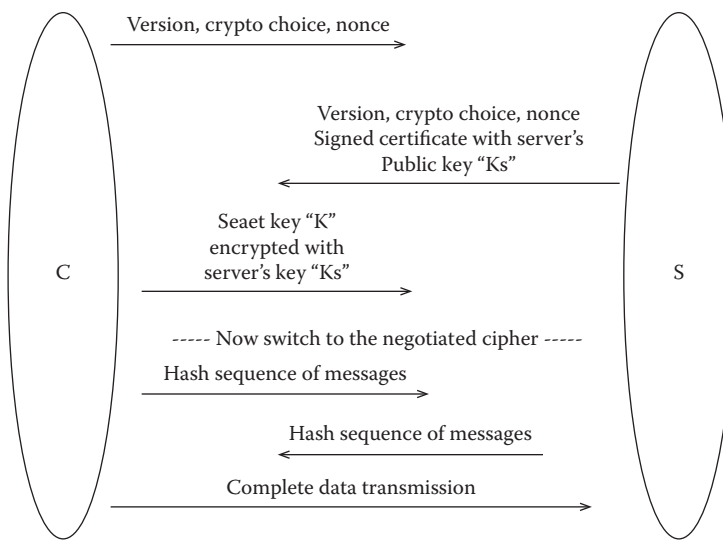 Version, crypto choice, nonce
Version, crypto choice, nonce
Signed certificate with server's
Public key “Ks”
Seaet key “K”
encrypted with
server's key “Ks”
C
S
----- Now switch to the negotiated cipher -----
Hash sequence of messages
Hash sequence of messages
Complete data transmission